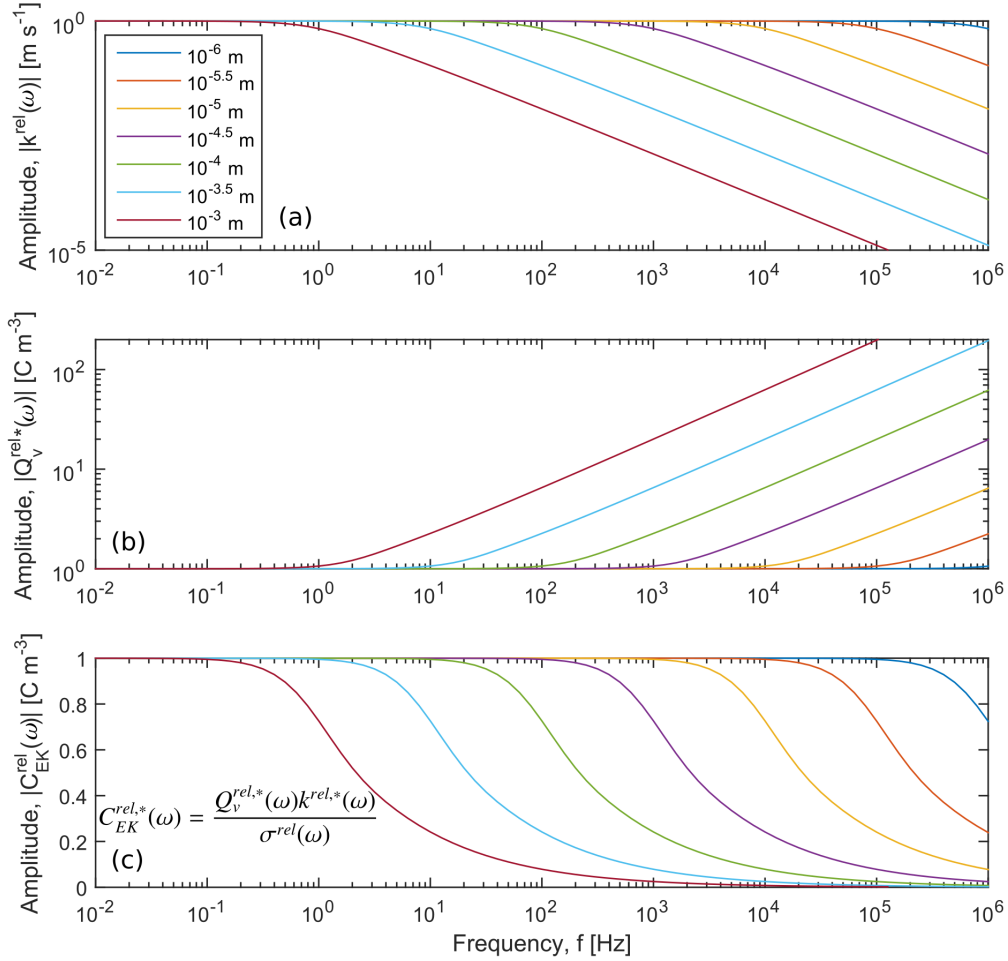 10^0
Amplitude, |k^rel(ω)| [m s^-1]
10^-6 m
10^-5.5 m
10^-5 m
10^-4.5 m
10^-4 m
10^-3.5 m
10^-3 m
(a)
10^-5
10^-2 10^-1 10^0 10^1 10^2 10^3 10^4 10^5 10^6
Amplitude, |Q_v^rel*(ω)| [C m^-3]
10^2
10^1
(b)
10^0
10^-2 10^-1 10^0 10^1 10^2 10^3 10^4 10^5 10^6
Amplitude, |C_EK^rel(ω)| [C m^-3]
1
0.8
0.6
0.4
C_EK^rel,*(ω) = Q_v^rel,*(ω)k^rel,*(ω) / σ^rel(ω)
0.2
(c)
0
10^-2 10^-1 10^0 10^1 10^2 10^3 10^4 10^5 10^6
Frequency, f [Hz]